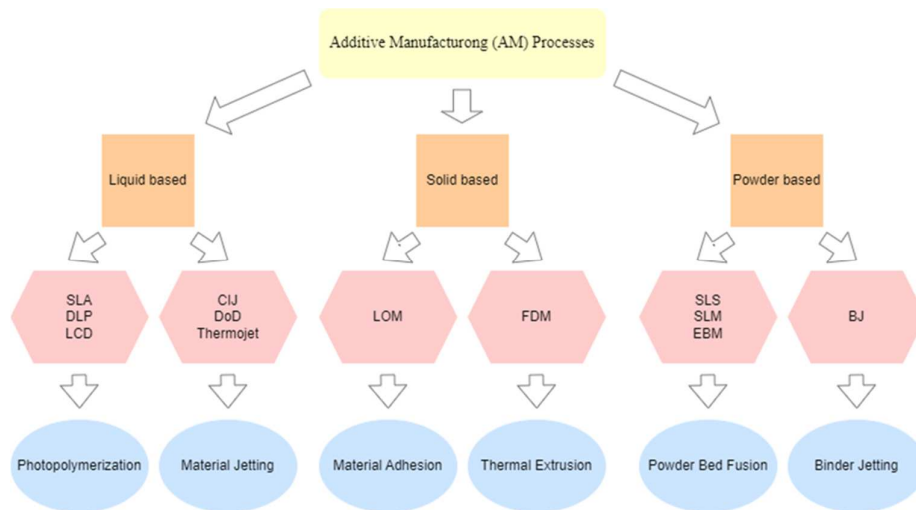 Additive Manufacturong (AM) Processes
Liquid based
Solid based
Powder based
SLA
DLP
LCD
CIJ
DoD
Thermojet
LOM
FDM
SLS
SLM
EBM
BJ
Photopolymerization
Material Jetting
Material Adhesion
Thermal Extrusion
Powder Bed Fusion
Binder Jetting